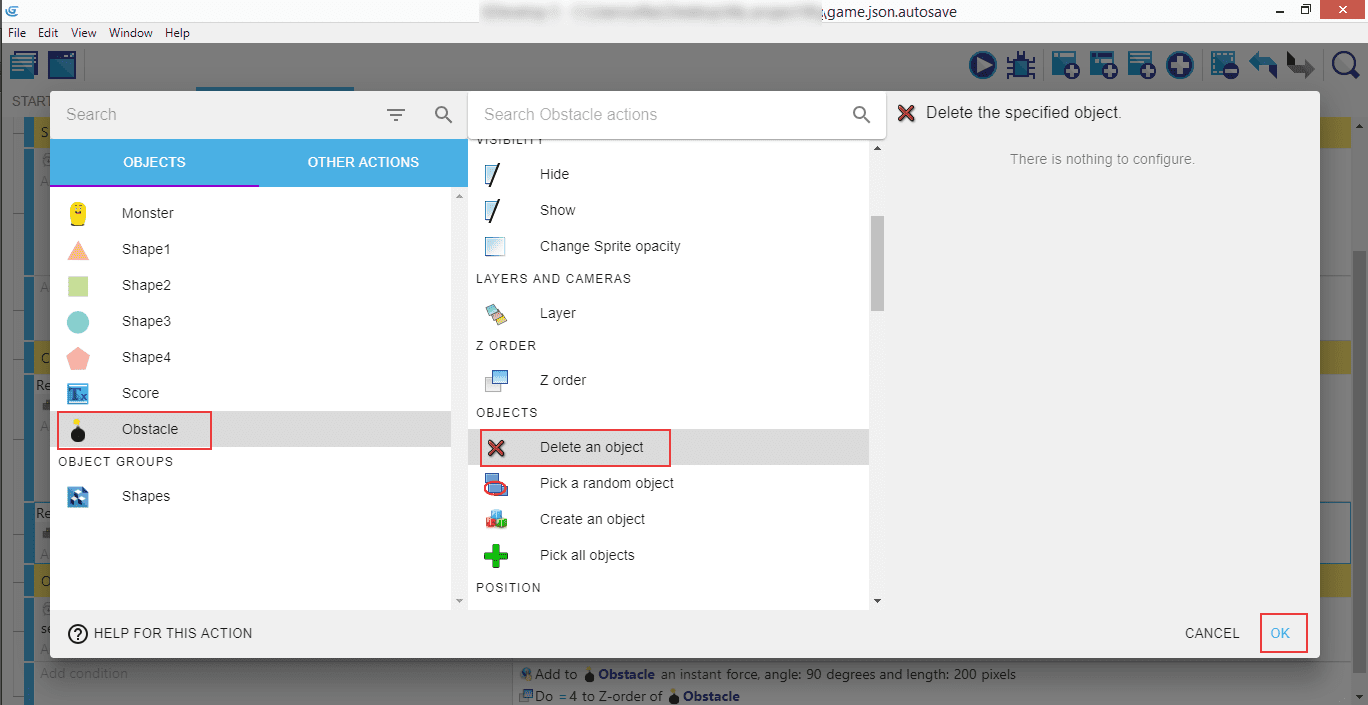 \game.json.autosave
File Edit View Window Help
START
Search
Search Obstacle actions
Delete the specified object.
There is nothing to configure.
OBJECTS
OTHER ACTIONS
Monster
Shape1
Shape2
Shape3
Shape4
Score
Obstacle
OBJECT GROUPS
Shapes
VISIBILITY
Hide
Show
Change Sprite opacity
LAYERS AND CAMERAS
Layer
Z ORDER
Z order
OBJECTS
Delete an object
Pick a random object
Create an object
Pick all objects
POSITION
? HELP FOR THIS ACTION
CANCEL
OK
Add condition
Add to Obstacle an instant force, angle: 90 degrees and length: 200 pixels
Do =4 to Z-order of Obstacle